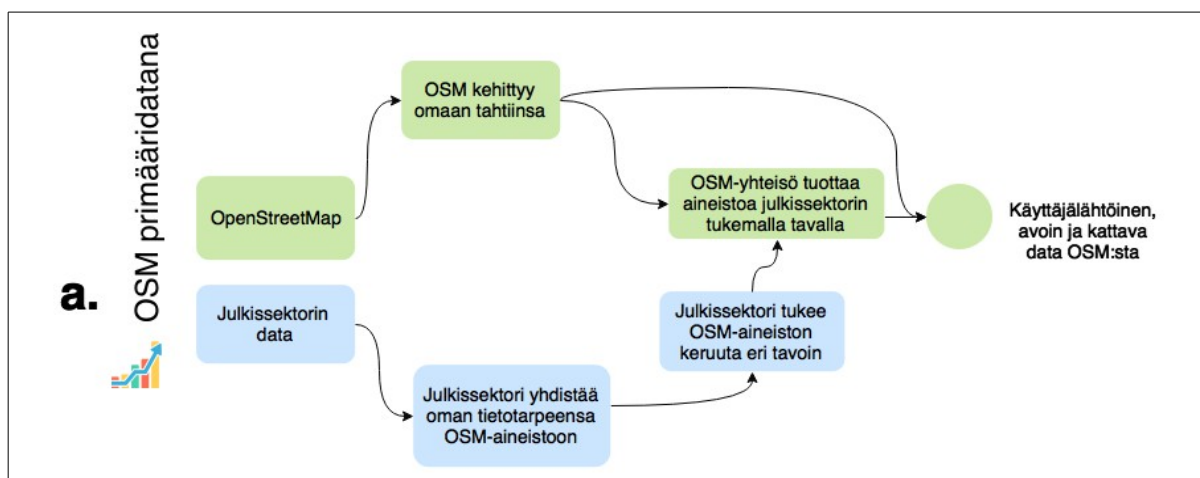 a.
OSM primääridatana
OpenStreetMap
OSM kehittyy
omaan tahtiinsa
OSM-yhteisö tuottaa
aineistoa julkissektorin
tukemalla tavalla
Käyttäjälähtöinen,
avoin ja kattava
data OSM:sta
Julkissektorin
data
Julkissektori yhdistää
oman tietotarpeensa
OSM-aineistoon
Julkissektori tukee
OSM-aineiston
keruuta eri tavoin